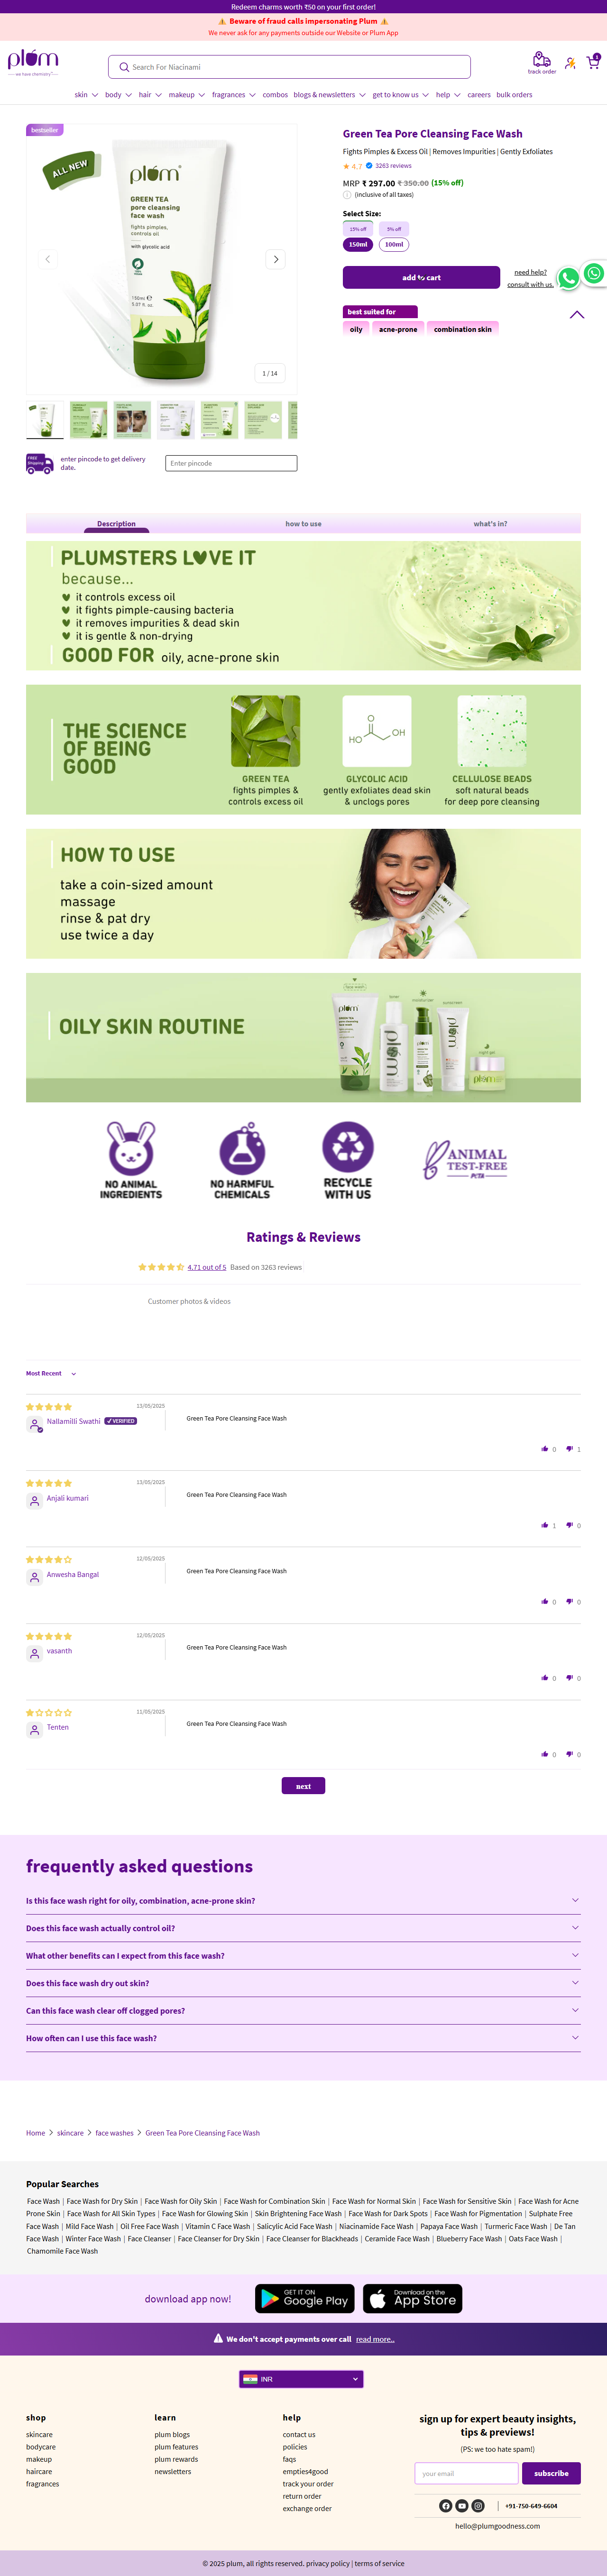 Redeem charms worth ₹50 on your first order!
⚠️ Beware of fraud calls impersonating Plum ⚠️
We never ask for any payments outside our Website or Plum App
plum
we have chemistry
Search For Niacinami
track order
1
skin body hair makeup fragrances combos blogs & newsletters get to know us help careers bulk orders
bestseller
ALL NEW
plum
GREEN TEA
pore cleansing
face wash
fights pimples,
controls oil
with glycolic acid
150ml
5.07 fl. oz.
1 / 14
FREE
Shipping
enter pincode to get delivery
date.
Enter pincode
Green Tea Pore Cleansing Face Wash
Fights Pimples & Excess Oil | Removes Impurities | Gently Exfoliates
★ 4.7 3263 reviews
MRP ₹ 297.00 ₹ 350.00 (15% off)
(inclusive of all taxes)
Select Size:
15% off 5% off
150ml 100ml
add to cart
need help?
consult with us.
best suited for
oily acne-prone combination skin
Description how to use what's in?
PLUMSTERS LOVE IT
because...
it controls excess oil
it fights pimple-causing bacteria
it removes impurities & dead skin
it is gentle & non-drying
GOOD FOR oily, acne-prone skin
THE SCIENCE
OF BEING
GOOD
HO O OH
GREEN TEA
fights pimples &
controls excess oil
GLYCOLIC ACID
gently exfoliates dead skin
& unclogs pores
CELLULOSE BEADS
soft natural beads
for deep pore cleansing
HOW TO USE
take a coin-sized amount
massage
rinse & pat dry
use twice a day
OILY SKIN ROUTINE
face wash
toner
moisturizer
sunscreen
night gel
NO ANIMAL
INGREDIENTS
NO HARMFUL
CHEMICALS
RECYCLE
WITH US
ANIMAL
TEST-FREE
PETA
Ratings & Reviews
4.71 out of 5 Based on 3263 reviews
Customer photos & videos
Most Recent
13/05/2025
Nallamilli Swathi ✓ VERIFIED
Green Tea Pore Cleansing Face Wash
0 1
13/05/2025
Anjali kumari
Green Tea Pore Cleansing Face Wash
1 0
12/05/2025
Anwesha Bangal
Green Tea Pore Cleansing Face Wash
0 0
12/05/2025
vasanth
Green Tea Pore Cleansing Face Wash
0 0
11/05/2025
Tenten
Green Tea Pore Cleansing Face Wash
0 0
next
frequently asked questions
Is this face wash right for oily, combination, acne-prone skin?
Does this face wash actually control oil?
What other benefits can I expect from this face wash?
Does this face wash dry out skin?
Can this face wash clear off clogged pores?
How often can I use this face wash?
Home > skincare > face washes > Green Tea Pore Cleansing Face Wash
Popular Searches
Face Wash | Face Wash for Dry Skin | Face Wash for Oily Skin | Face Wash for Combination Skin | Face Wash for Normal Skin | Face Wash for Sensitive Skin | Face Wash for Acne
Prone Skin | Face Wash for All Skin Types | Face Wash for Glowing Skin | Skin Brightening Face Wash | Face Wash for Dark Spots | Face Wash for Pigmentation | Sulphate Free
Face Wash | Mild Face Wash | Oil Free Face Wash | Vitamin C Face Wash | Salicylic Acid Face Wash | Niacinamide Face Wash | Papaya Face Wash | Turmeric Face Wash | De Tan
Face Wash | Winter Face Wash | Face Cleanser | Face Cleanser for Dry Skin | Face Cleanser for Blackheads | Ceramide Face Wash | Blueberry Face Wash | Oats Face Wash |
Chamomile Face Wash
download app now!
GET IT ON
Google Play
Download on the
App Store
We don't accept payments over call read more..
INR
shop
skincare
bodycare
makeup
haircare
fragrances
learn
plum blogs
plum features
plum rewards
newsletters
help
contact us
policies
faqs
empties4good
track your order
return order
exchange order
sign up for expert beauty insights,
tips & previews!
(PS: we too hate spam!)
your email
subscribe
+91-750-649-6604
hello@plumgoodness.com
© 2025 plum, all rights reserved. privacy policy | terms of service